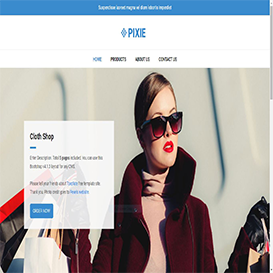 Suspendisse laoreet magna vel diam lobortis imperdiet
PIXIE
HOME PRODUCTS ABOUT US CONTACT US
Cloth Shop
Free Description. Total 5 pages included. You can use this
Bootstrap v4.1.3 layout for any CMS.
Please tell your friends about Tooplate free template site.
Thank you. Photo credit goes to Pexels website.
ORDER NOW